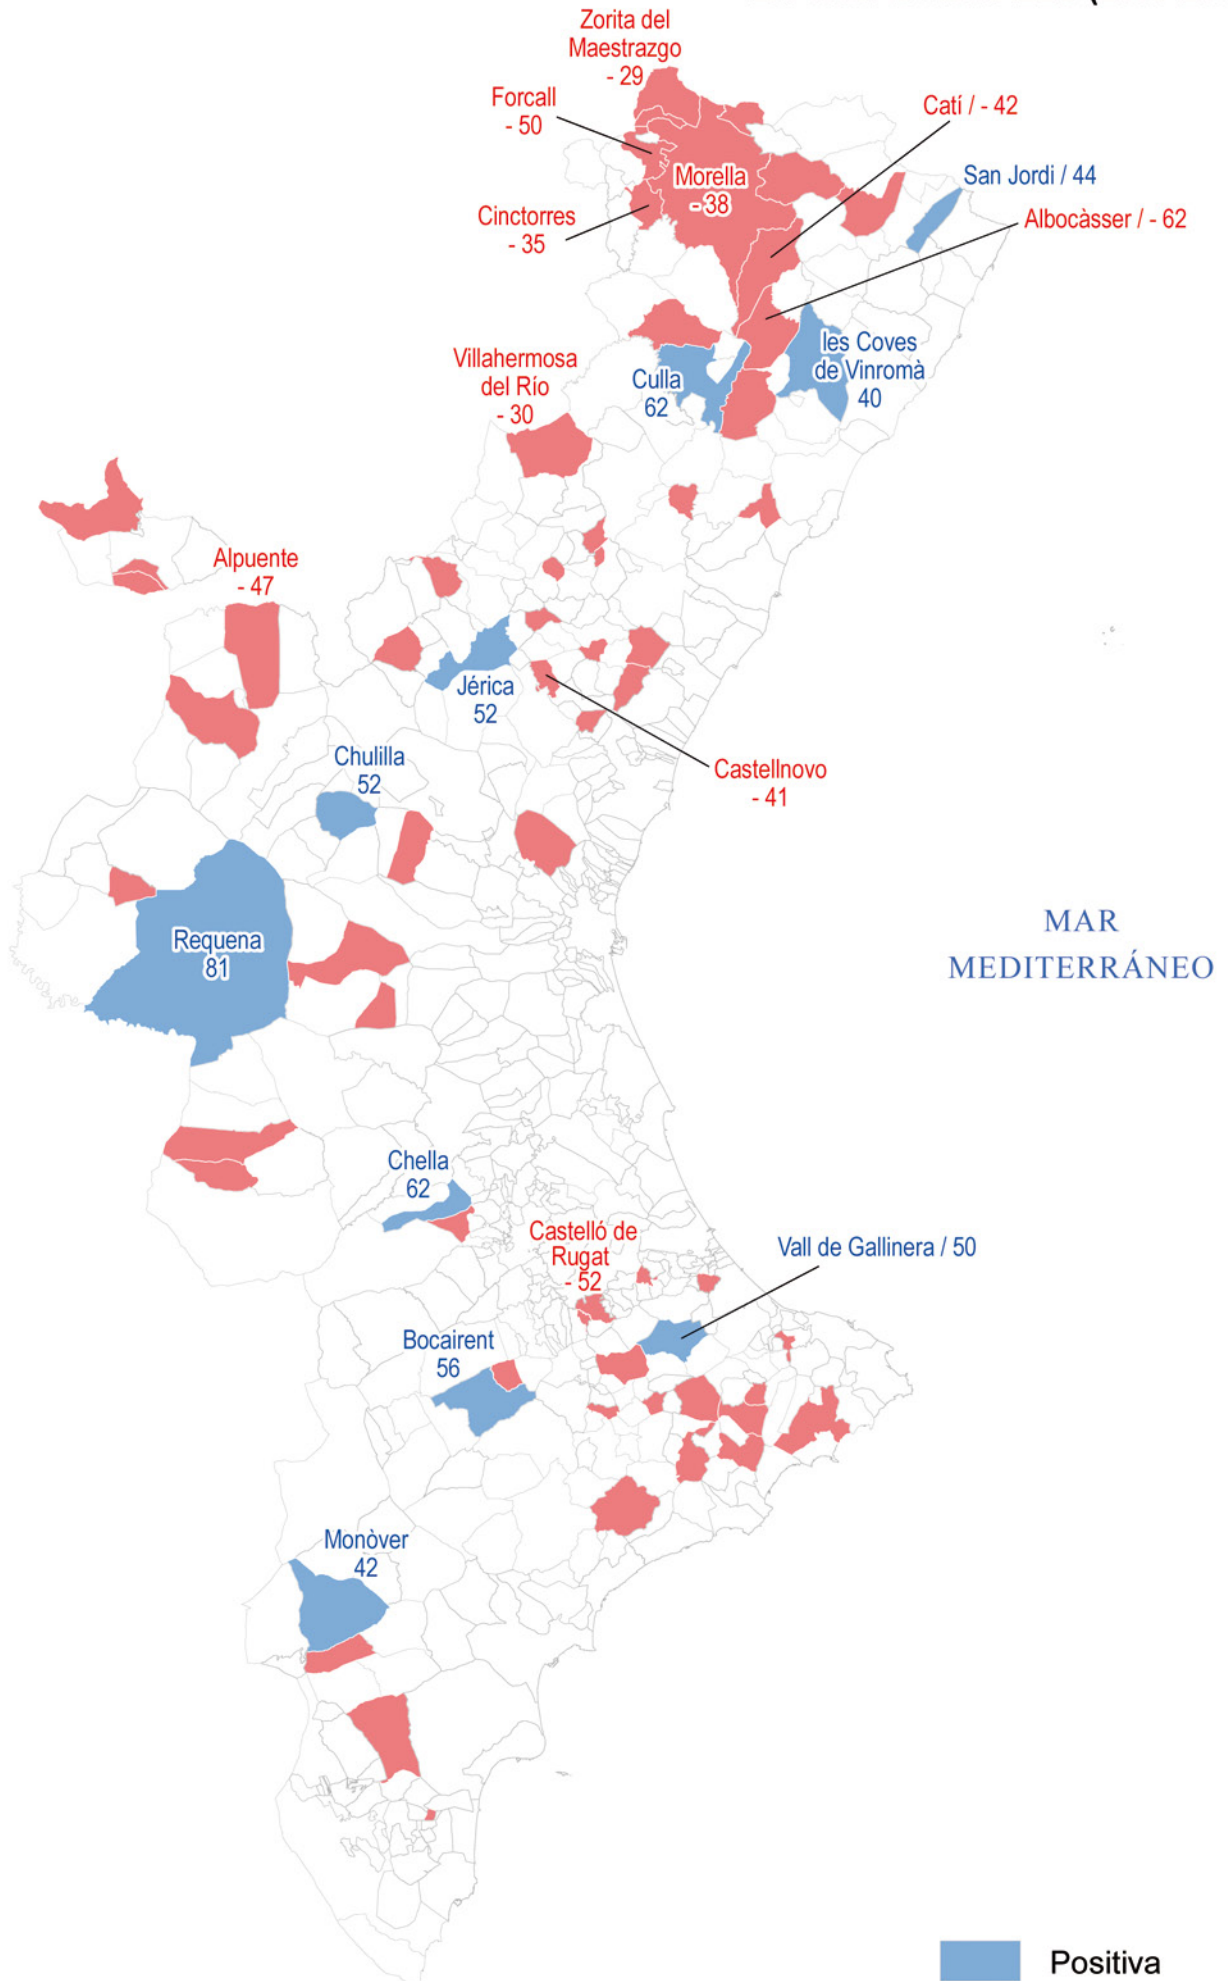 Zorita del
Maestrazgo
- 29
Forcall
- 50
Catí / - 42
Morella
- 38
San Jordi / 44
Cinctorres
- 35
Albocàsser / - 62
les Coves
de Vinromà
40
Villahermosa
del Río
- 30
Culla
62
Alpuente
- 47
Jérica
52
Chulilla
52
Castellnovo
- 41
Requena
81
MAR
MEDITERRÁNEO
Chella
62
Castelló de
Rugat
- 52
Vall de Gallinera / 50
Bocairent
56
Monòver
42
Positiva